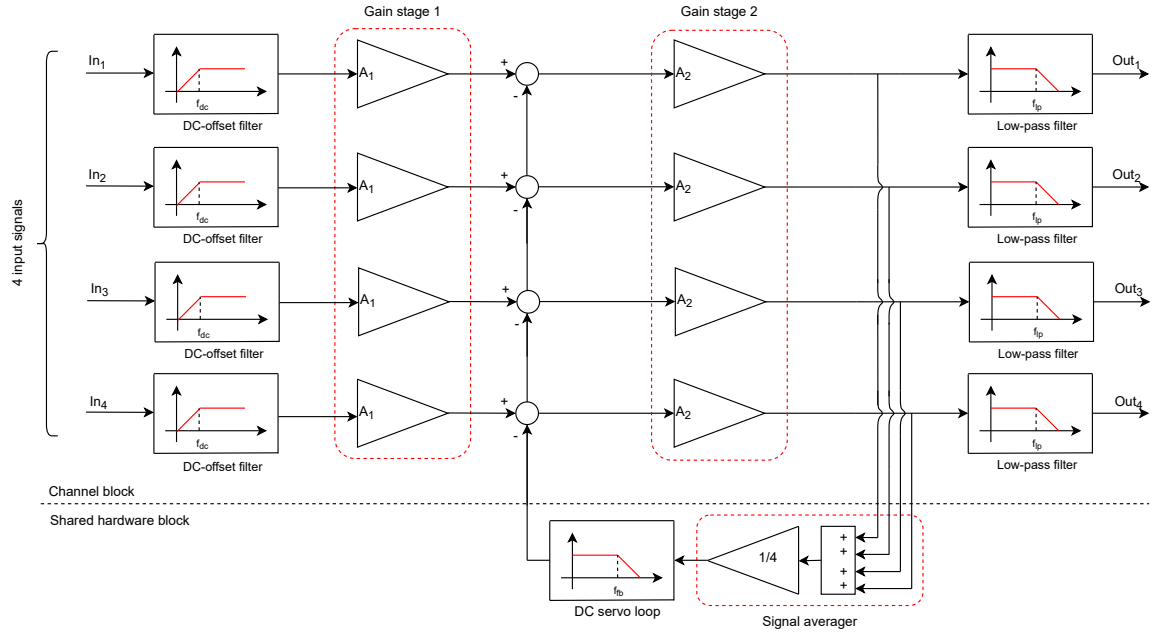 Gain stage 1
Gain stage 2
4 input signals
In1
fdc
DC-offset filter
A1
+
-
A2
flp
Low-pass filter
Out1
In2
fdc
DC-offset filter
A1
+
-
A2
flp
Low-pass filter
Out2
In3
fdc
DC-offset filter
A1
+
-
A2
flp
Low-pass filter
Out3
In4
fdc
DC-offset filter
A1
+
-
A2
flp
Low-pass filter
Out4
Channel block
Shared hardware block
ffb
DC servo loop
1/4
+
+
+
+
Signal averager